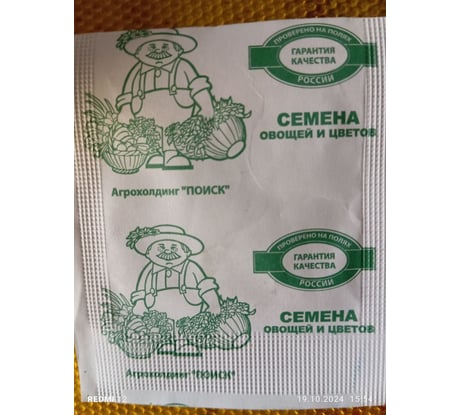 ПРОВЕРЕНО НА ПОЛЯХ
ГАРАНТИЯ
КАЧЕСТВА
РОССИИ
СЕМЕНА
ОВОЩЕЙ И ЦВЕТОВ
Агрохолдинг "ПОИСК"
ПРОВЕРЕНО НА ПОЛЯХ
ГАРАНТИЯ
КАЧЕСТВА
РОССИИ
СЕМЕНА
ОВОЩЕЙ И ЦВЕТОВ
Агрохолдинг "ПОИСК"
REDMI 12
19.10.2024 15:54